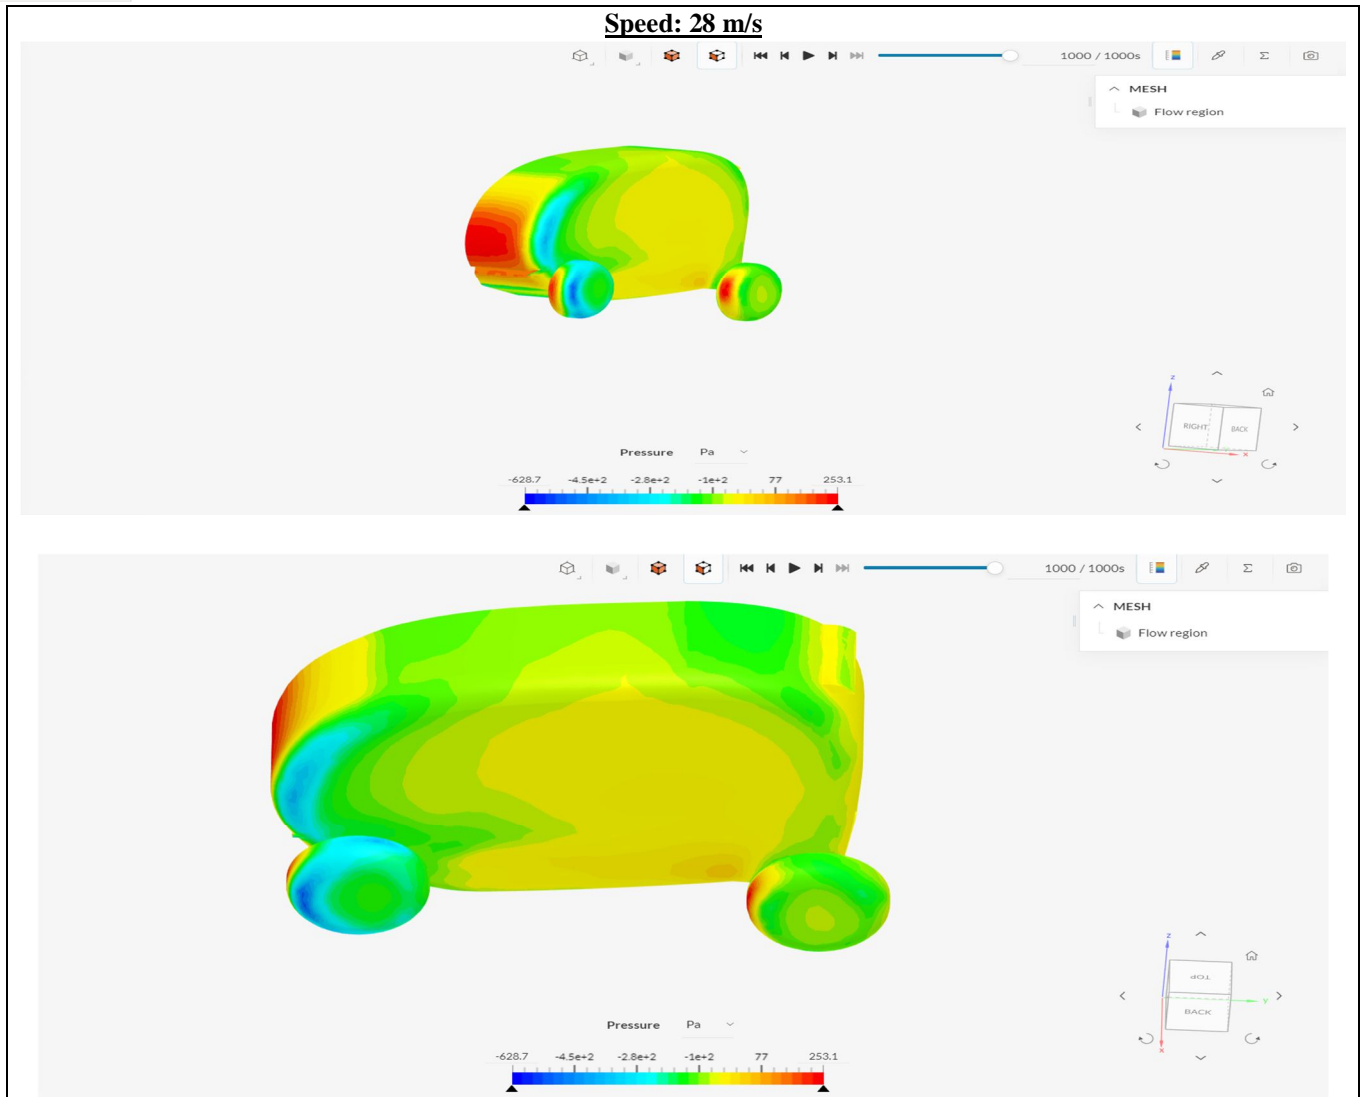 Speed: 28 m/s
1000 / 1000s
MESH
Flow region
z
RIGHT
BACK
x
Pressure Pa
-628.7 -4.5e+2 -2.8e+2 -1e+2 77 253.1
1000 / 1000s
MESH
Flow region
z
TOP
Y
BACK
x
Pressure Pa
-628.7 -4.5e+2 -2.8e+2 -1e+2 77 253.1